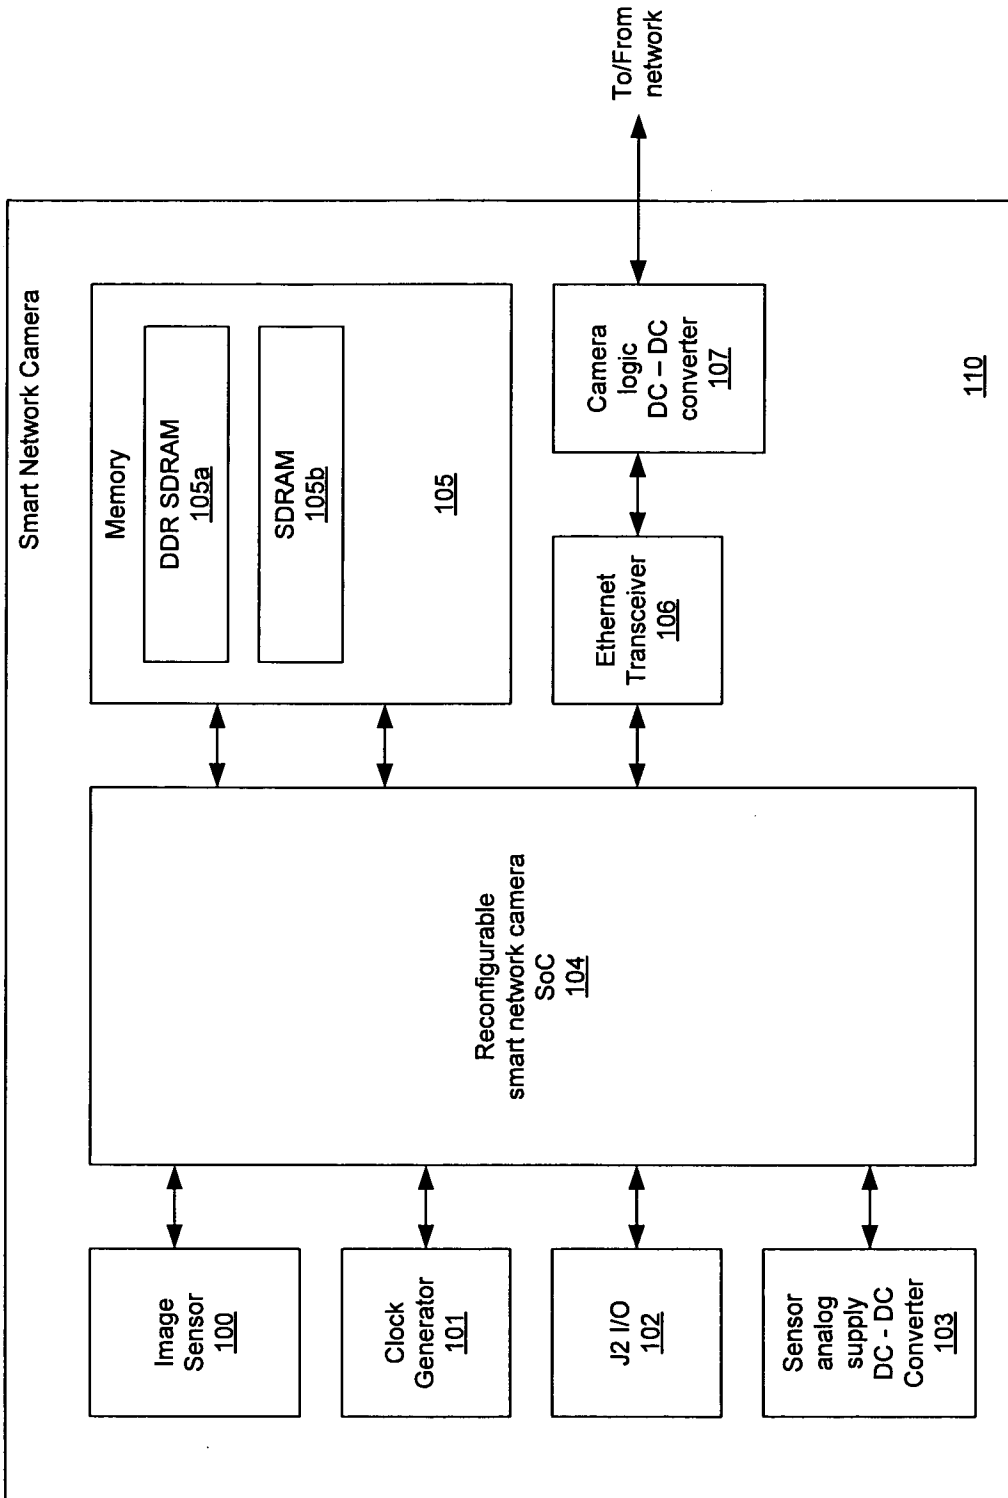 Smart Network Camera
Image
Sensor
100
Clock
Generator
101
J2 I/O
102
Sensor
analog
supply
DC - DC
Converter
103
Reconfigurable
smart network camera
SoC
104
Memory
DDR SDRAM
105a
SDRAM
105b
105
Ethernet
Transceiver
106
Camera
logic
DC – DC
converter
107
To/From
network
110